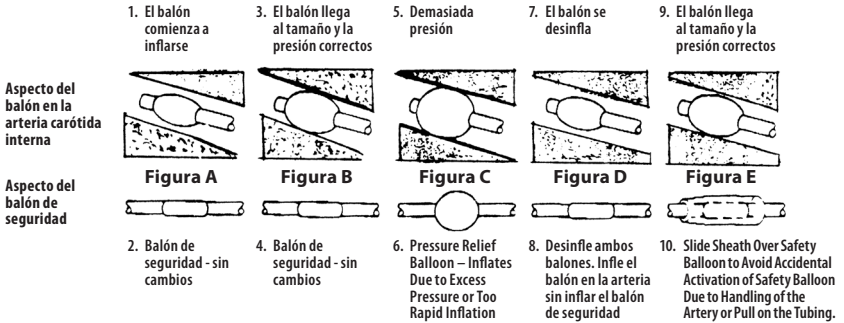 1. El balón
comienza a
inflarse
3. El balón llega
al tamaño y la
presión correctos
5. Demasiada
presión
7. El balón se
desinfla
9. El balón llega
al tamaño y la
presión correctos
Aspecto del
balón en la
arteria carótida
interna
Figura A
Figura B
Figura C
Figura D
Figura E
Aspecto del
balón de
seguridad
2. Balón de
seguridad - sin
cambios
4. Balón de
seguridad - sin
cambios
6. Pressure Relief
Balloon – Inflates
Due to Excess
Pressure or Too
Rapid Inflation
8. Desinfle ambos
balones. Infle el
balón en la arteria
sin inflar el balón
de seguridad
10. Slide Sheath Over Safety
Balloon to Avoid Accidental
Activation of Safety Balloon
Due to Handling of the
Artery or Pull on the Tubing.